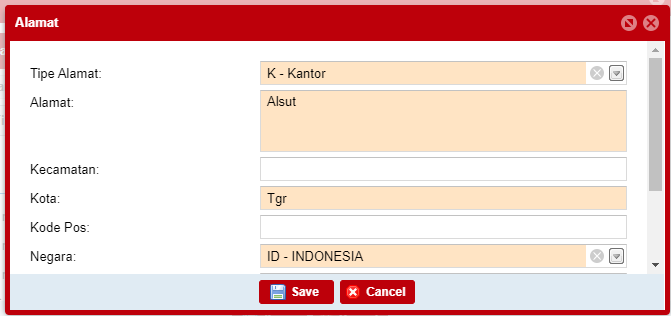 Alamat
Tipe Alamat: K - Kantor
Alamat: Alsut
Kecamatan:
Kota: Tgr
Kode Pos:
Negara: ID - INDONESIA
Save Cancel